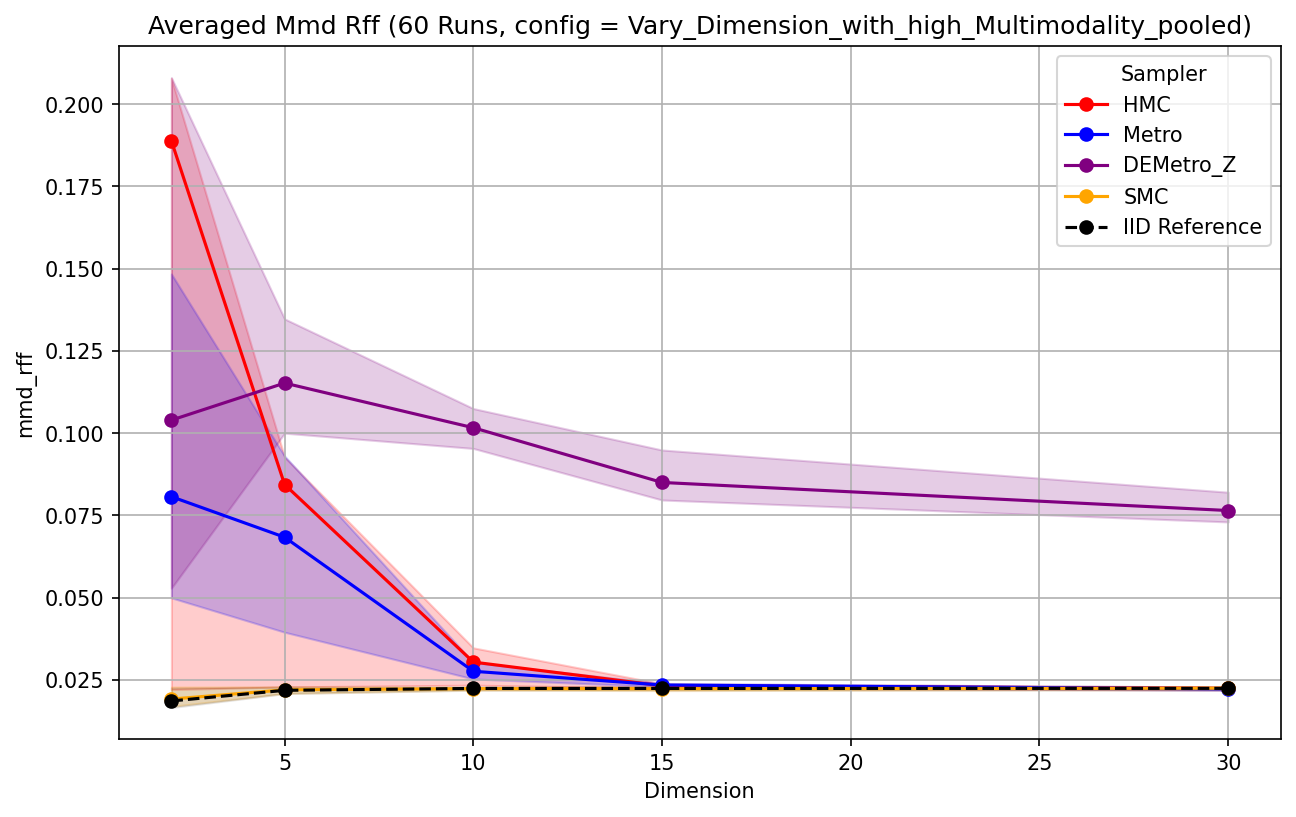 Averaged Mmd Rff (60 Runs, config = Vary_Dimension_with_high_Multimodality_pooled)
Sampler
HMC
Metro
DEMetro_Z
SMC
IID Reference
mmd_rff
0.200
0.175
0.150
0.125
0.100
0.075
0.050
0.025
5 10 15 20 25 30
Dimension